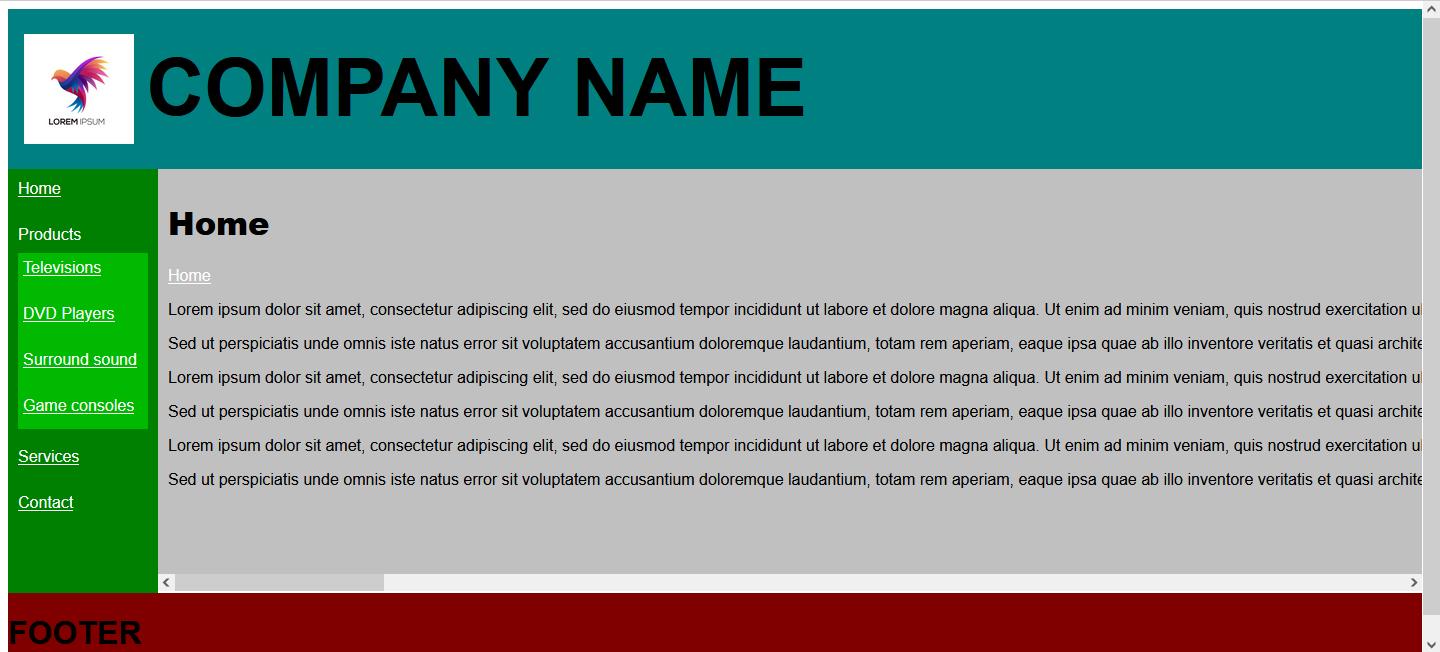 COMPANY NAME
LOREM IPSUM
Home
Products
Televisions
DVD Players
Surround sound
Game consoles
Services
Contact
Home
Home
Lorem ipsum dolor sit amet, consectetur adipiscing elit, sed do eiusmod tempor incididunt ut labore et dolore magna aliqua. Ut enim ad minim veniam, quis nostrud exercitation
Sed ut perspiciatis unde omnis iste natus error sit voluptatem accusantium doloremque laudantium, totam rem aperiam, eaque ipsa quae ab illo inventore veritatis et quasi
Lorem ipsum dolor sit amet, consectetur adipiscing elit, sed do eiusmod tempor incididunt ut labore et dolore magna aliqua. Ut enim ad minim veniam, quis nostrud exercitation
Sed ut perspiciatis unde omnis iste natus error sit voluptatem accusantium doloremque laudantium, totam rem aperiam, eaque ipsa quae ab illo inventore veritatis et quasi
Lorem ipsum dolor sit amet, consectetur adipiscing elit, sed do eiusmod tempor incididunt ut labore et dolore magna aliqua. Ut enim ad minim veniam, quis nostrud exercitation
Sed ut perspiciatis unde omnis iste natus error sit voluptatem accusantium doloremque laudantium, totam rem aperiam, eaque ipsa quae ab illo inventore veritatis et quasi
FOOTER